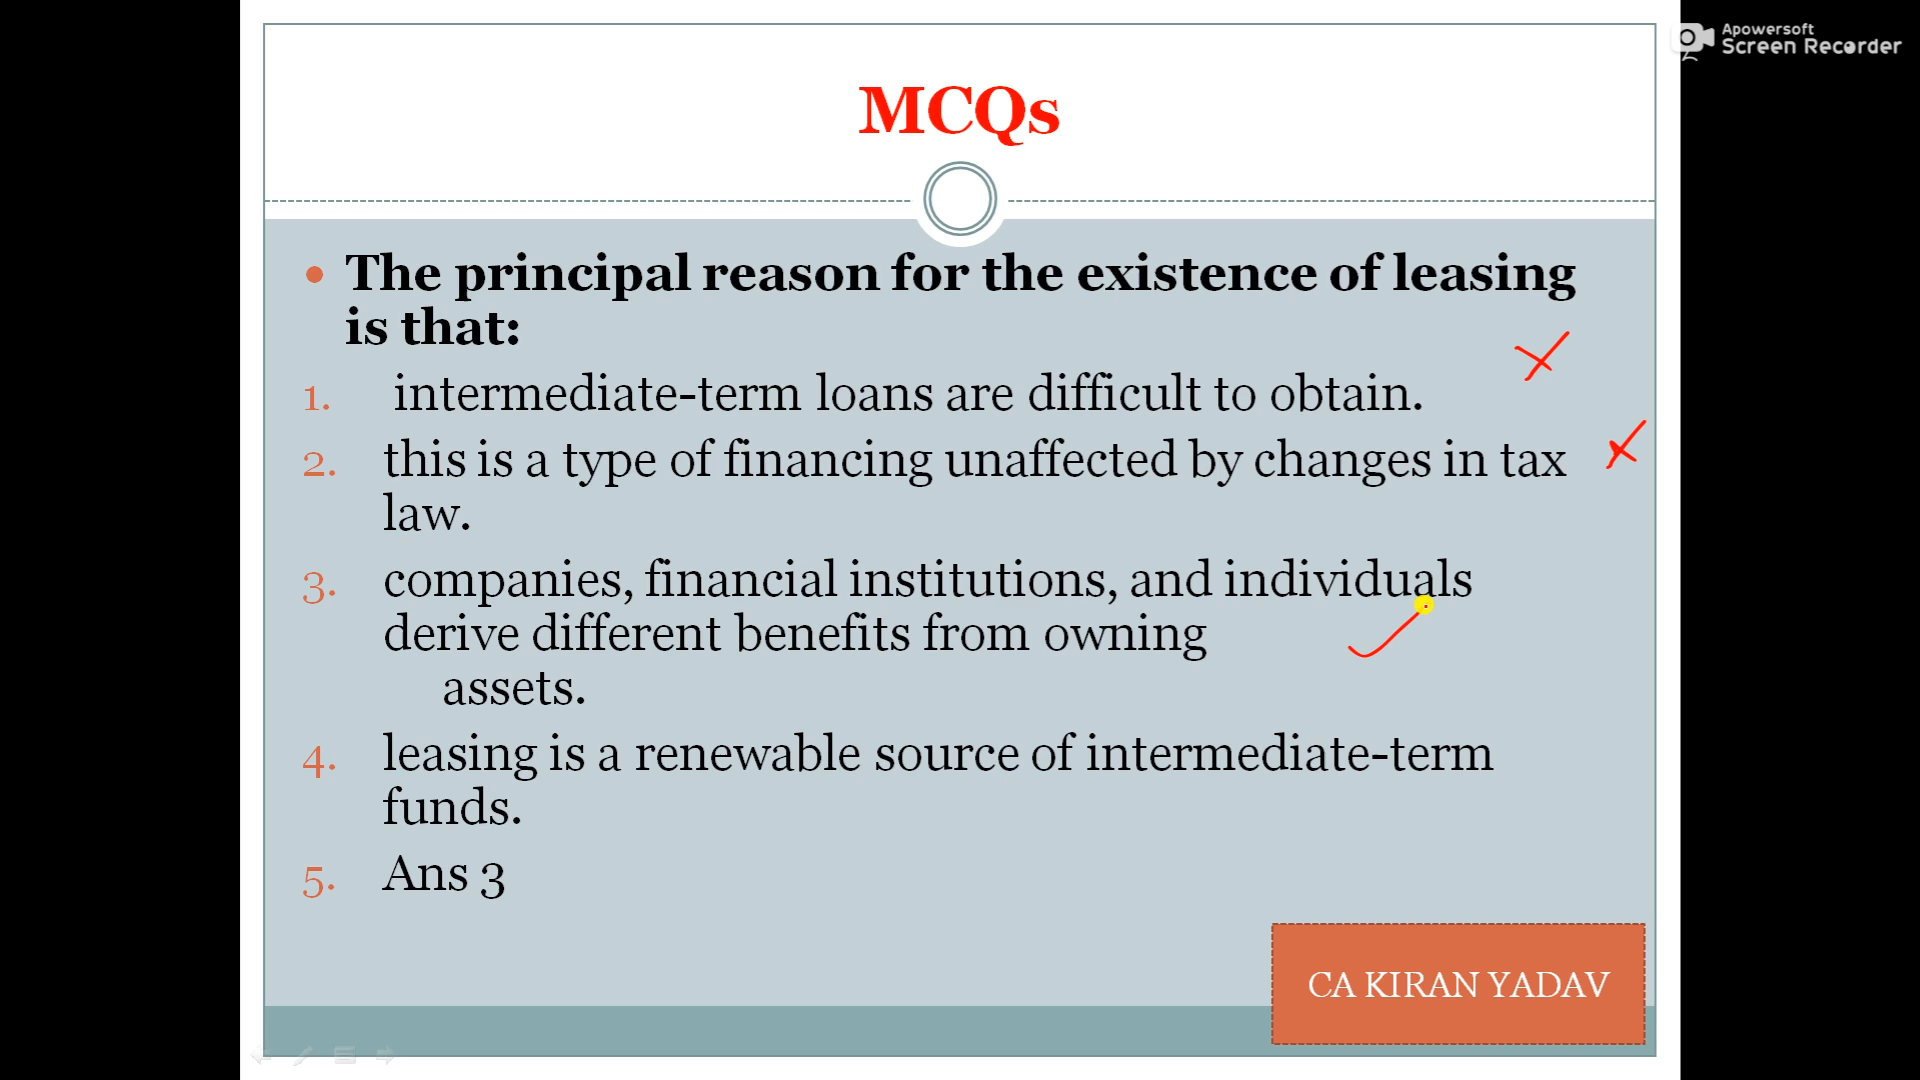 Apowersoft
Screen Recorder
MCQs
• The principal reason for the existence of leasing
is that:
1. intermediate-term loans are difficult to obtain.
2. this is a type of financing unaffected by changes in tax
law.
3. companies, financial institutions, and individuals
derive different benefits from owning
assets.
4. leasing is a renewable source of intermediate-term
funds.
5. Ans 3
CA KIRAN YADAV